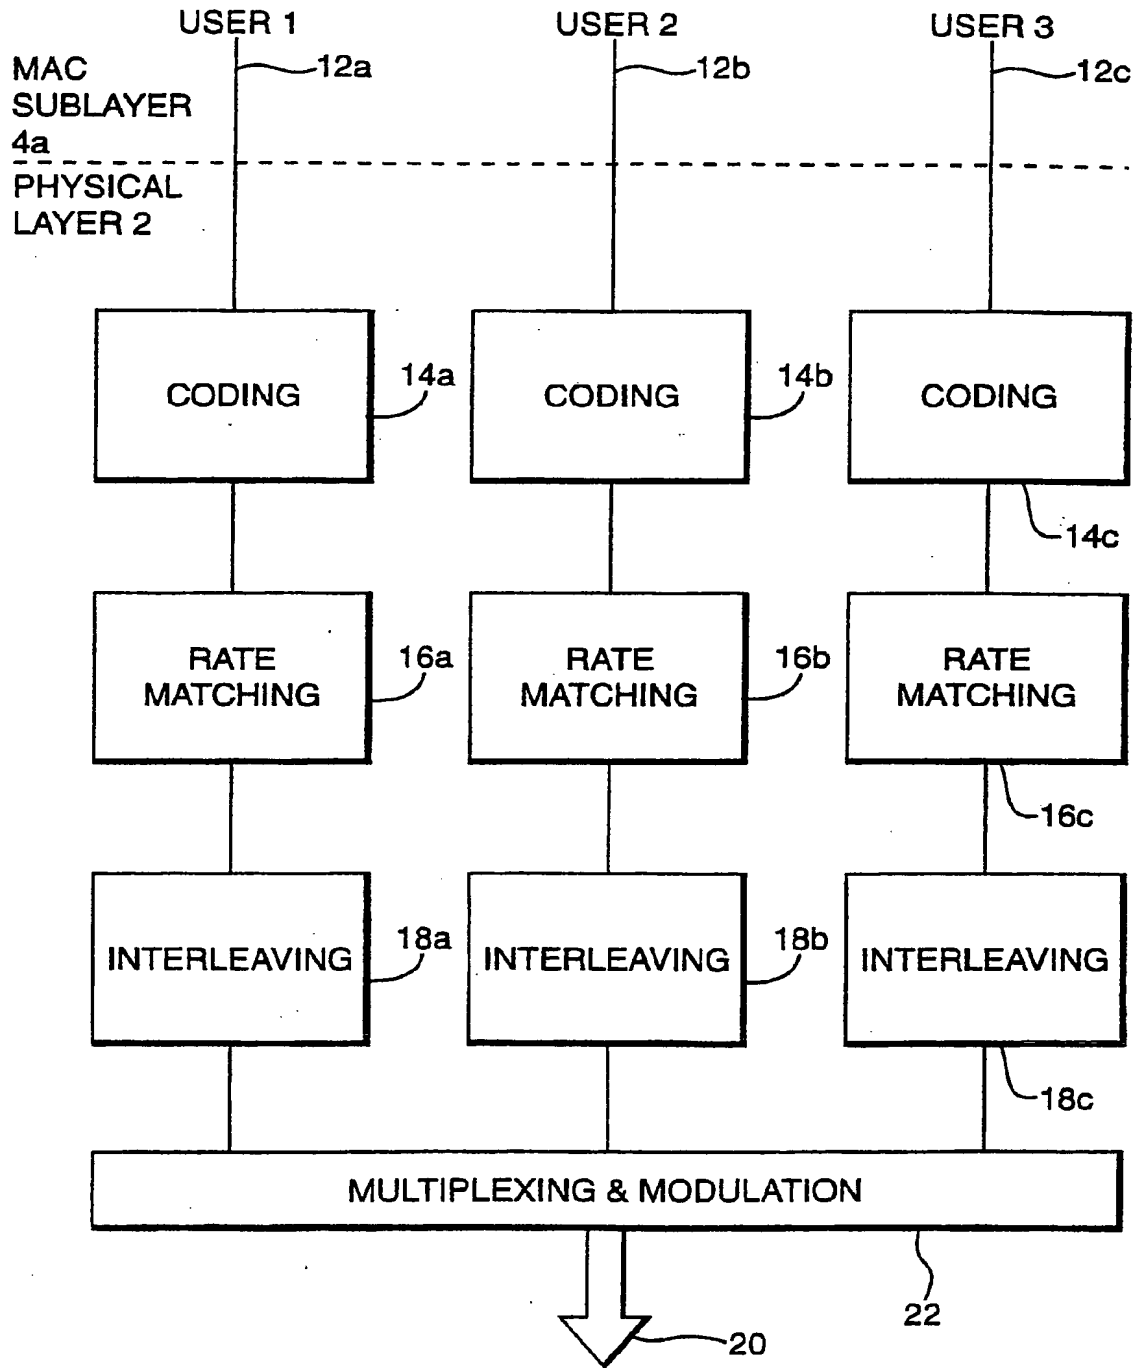 USER 1
USER 2
USER 3
12a
12b
12c
MAC
SUBLAYER
4a
PHYSICAL
LAYER 2
CODING
14a
CODING
14b
CODING
14c
RATE
MATCHING
16a
RATE
MATCHING
16b
RATE
MATCHING
16c
INTERLEAVING
18a
INTERLEAVING
18b
INTERLEAVING
18c
MULTIPLEXING & MODULATION
22
20